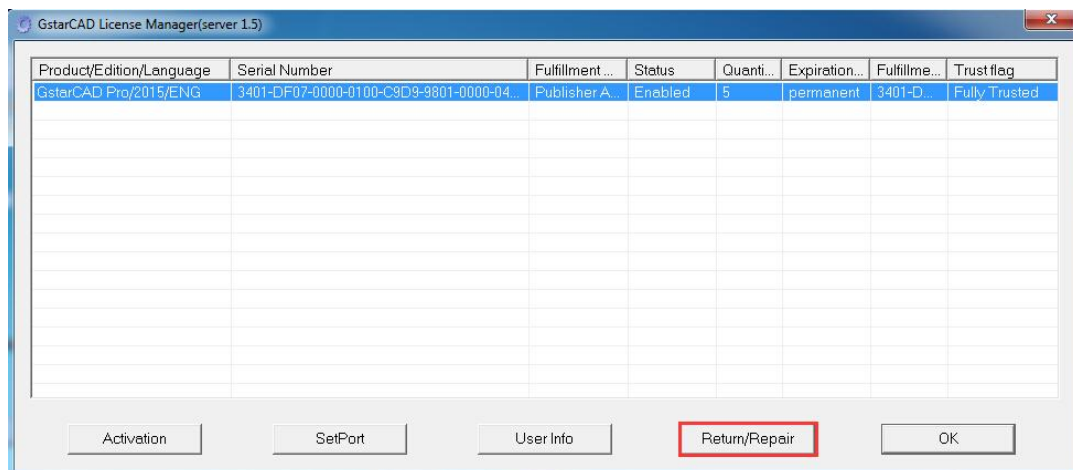 GstarCAD License Manager(server 1.5)
Product/Edition/Language Serial Number Fulfillment ... Status Quanti... Expiration... Fulfillme... Trust flag
GstarCAD Pro/2015/ENG 3401-DF07-0000-0100-C9D9-9801-0000-04... Publisher A... Enabled 5 permanent 3401-D... Fully Trusted
Activation SetPort User Info Return/Repair OK